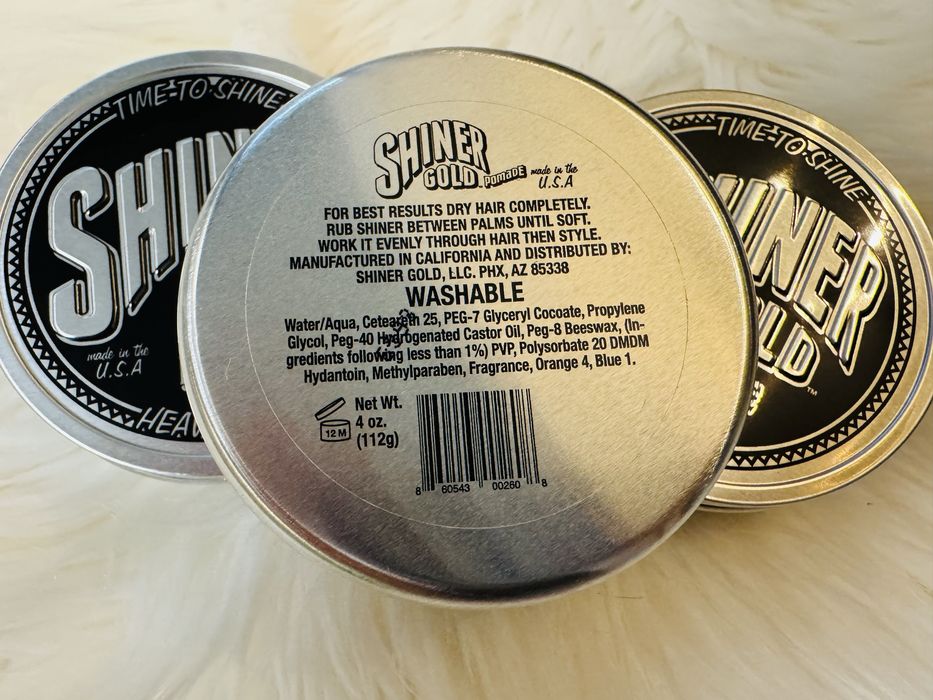 TIME-TO-SHINE
SHIN
made in the
U.S.A
HEAV
SHINER
GOLD
POMADE
made in the
U.S.A
FOR BEST RESULTS DRY HAIR COMPLETELY.
RUB SHINER BETWEEN PALMS UNTIL SOFT.
WORK IT EVENLY THROUGH HAIR THEN STYLE.
MANUFACTURED IN CALIFORNIA AND DISTRIBUTED BY:
SHINER GOLD, LLC. PHX, AZ 85338
WASHABLE
Water/Aqua, Ceteareth 25, PEG-7 Glyceryl Cocoate, Propylene
Glycol, Peg-40 Hydrogenated Castor Oil, Peg-8 Beeswax, (In-
gredients following less than 1%) PVP, Polysorbate 20 DMDM
Hydantoin, Methylparaben, Fragrance, Orange 4, Blue 1.
12 M
Net Wt.
4 oz.
(112g)
8 60543 00260 8
TIME-TO-SHINE
INER
LD
TM